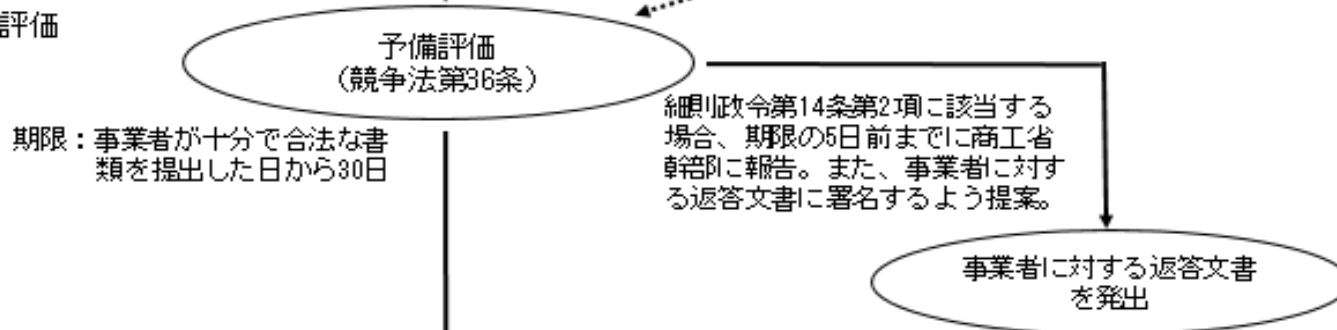 評価
予備評価
（競争法第36条）
細則政令第14条第2項に該当する
場合、期限の5日前までに商工省
幹部に報告。また、事業者に対す
る返答文書に署名するよう提案。
期限：事業者が十分で合法な書
類を提出した日から30日
事業者に対する返答文書
を発出